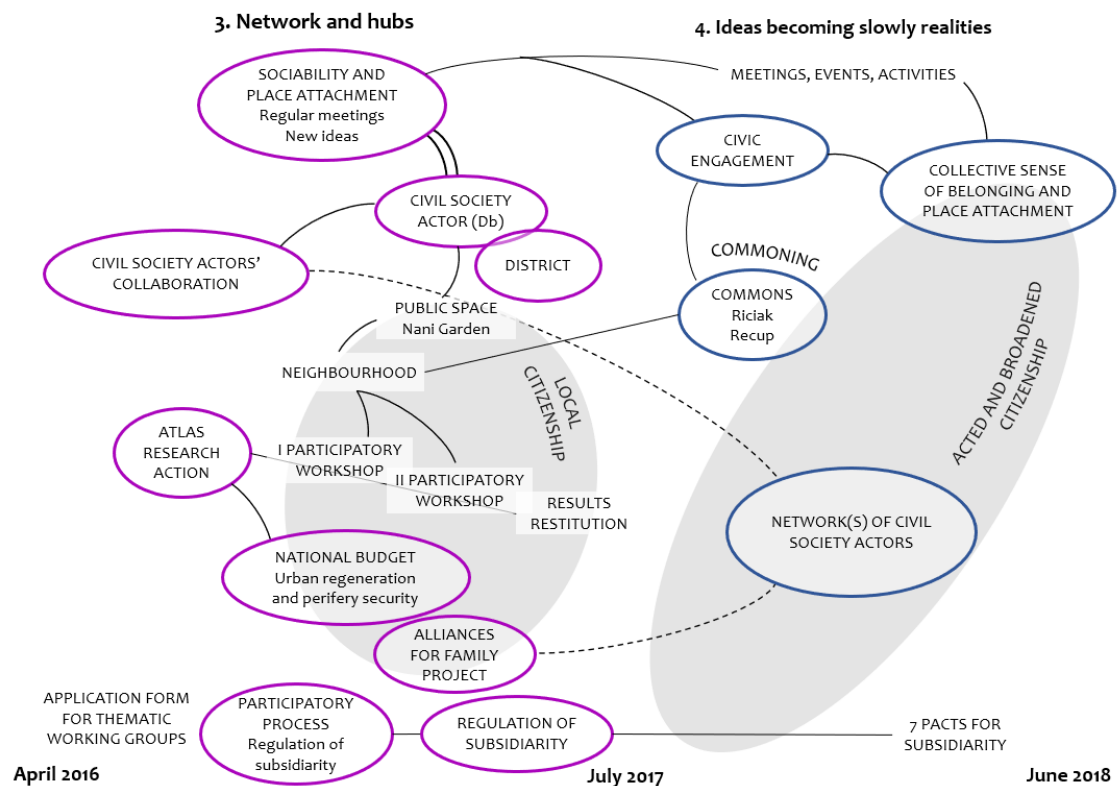 3. Network and hubs
4. Ideas becoming slowly realities
SOCIABILITY AND
PLACE ATTACHMENT
Regular meetings
New ideas
MEETINGS, EVENTS, ACTIVITIES
CIVIC
ENGAGEMENT
COLLECTIVE SENSE
OF BELONGING AND
PLACE ATTACHMENT
CIVIL SOCIETY
ACTOR (Db)
DISTRICT
CIVIL SOCIETY ACTORS'
COLLABORATION
COMMONING
COMMONS
Riciak
Recup
PUBLIC SPACE
Nani Garden
NEIGHBOURHOOD
LOCAL
CITIZENSHIP
ACTED AND BROADENED
CITIZENSHIP
ATLAS
RESEARCH
ACTION
I PARTICIPATORY
WORKSHOP
II PARTICIPATORY
WORKSHOP
RESULTS
RESTITUTION
NETWORK(S) OF CIVIL
SOCIETY ACTORS
NATIONAL BUDGET
Urban regeneration
and perifery security
ALLIANCES
FOR FAMILY
PROJECT
APPLICATION FORM
FOR THEMATIC
WORKING GROUPS
PARTICIPATORY
PROCESS
Regulation of
subsidiarity
REGULATION OF
SUBSIDIARITY
7 PACTS FOR
SUBSIDIARITY
April 2016
July 2017
June 2018